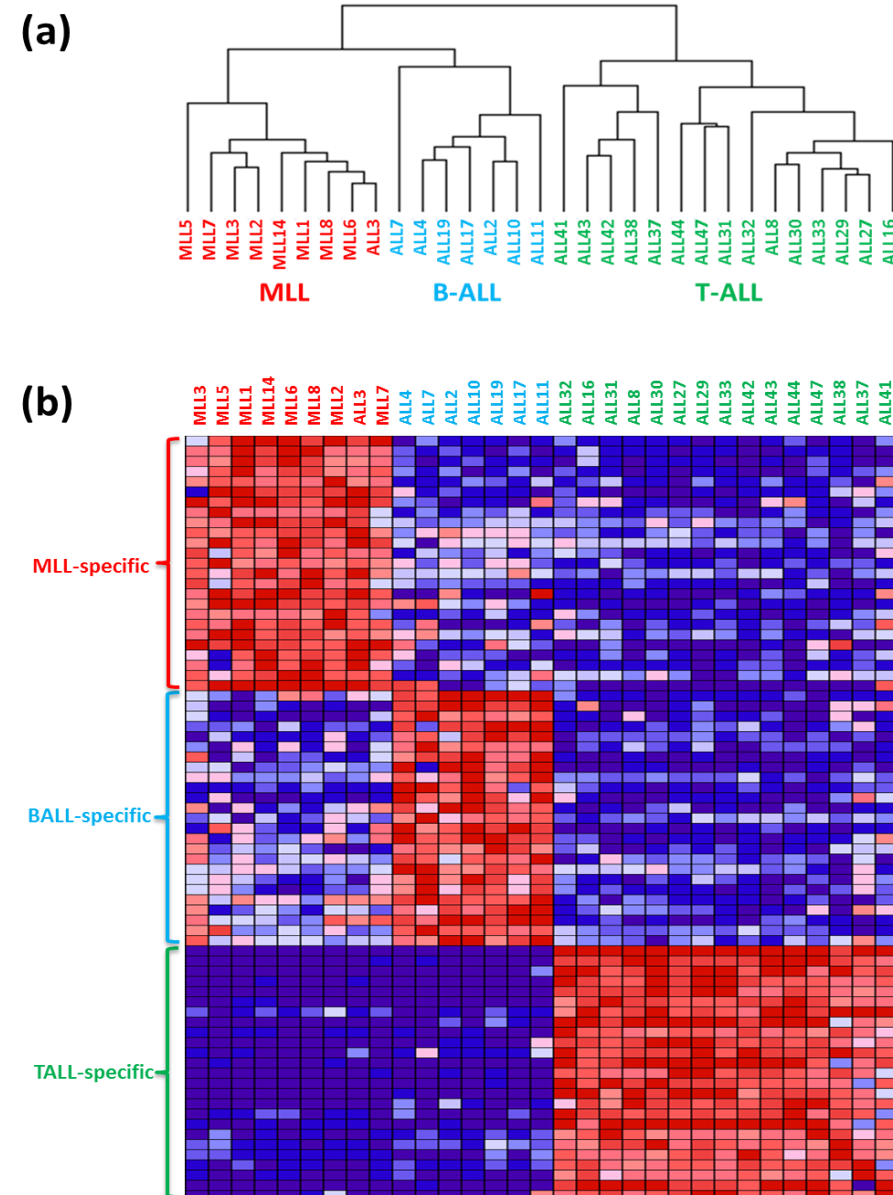 (a)
MLL5 MLL7 MLL3 MLL2 MLL14 MLL1 MLL8 MLL6 ALL3 ALL7 ALL4 ALL19 ALL17 ALL2 ALL10 ALL11 ALL41 ALL43 ALL42 ALL38 ALL37 ALL44 ALL47 ALL31 ALL32 ALL8 ALL30 ALL33 ALL29 ALL27 ALL16
MLL B-ALL T-ALL
(b)
MLL3 MLL5 MLL1 MLL14 MLL6 MLL8 MLL2 ALL3 MLL7 ALL4 ALL7 ALL2 ALL10 ALL19 ALL17 ALL11 ALL32 ALL16 ALL31 ALL8 ALL30 ALL27 ALL29 ALL33 ALL42 ALL43 ALL44 ALL47 ALL38 ALL37 ALL41
MLL-specific
BALL-specific
TALL-specific